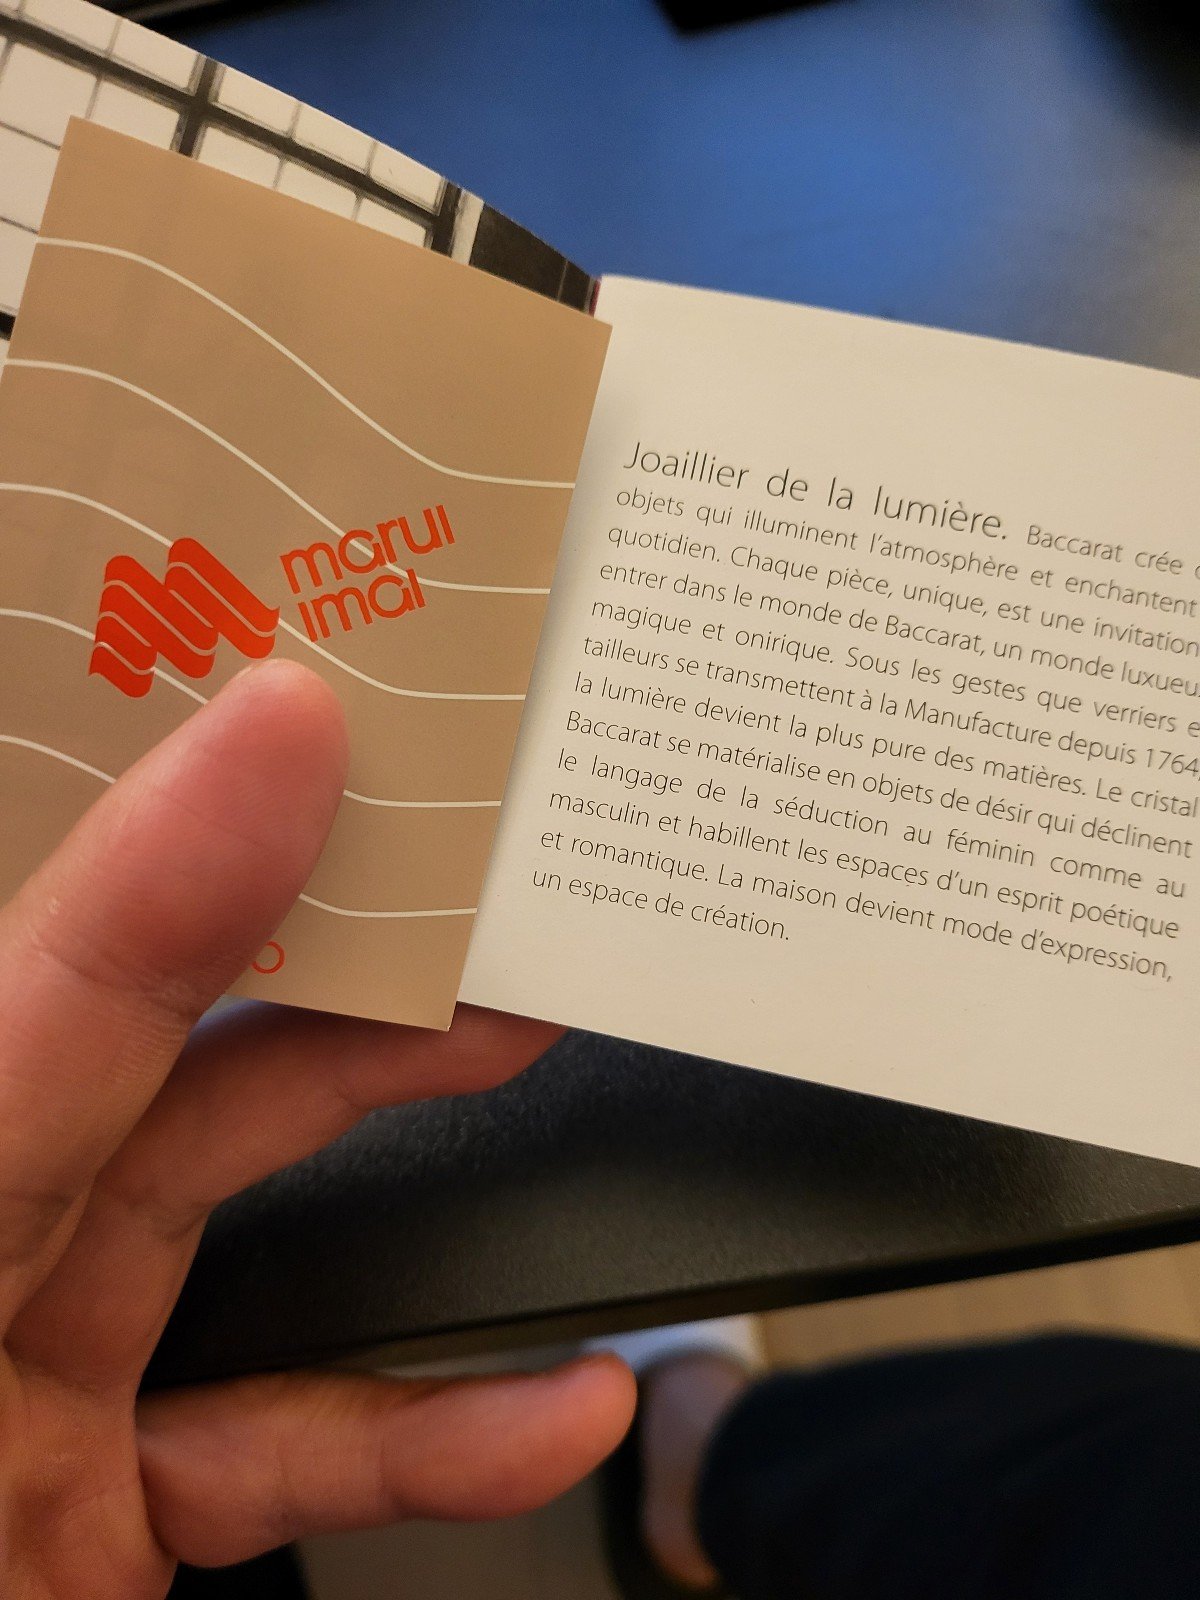 marui
imai
O
Joaillier de la lumière. Baccarat crée
objets qui illuminent l'atmosphère et enchantent
quotidien. Chaque pièce, unique, est une invitation
entrer dans le monde de Baccarat, un monde
magique et onirique. Sous les gestes que verriers
tailleurs se transmettent à la Manufacture depuis 1764,
la lumière devient la plus pure des matières. Le cristal
Baccarat se matérialise en objets de désir qui déclinent
le langage de la séduction au féminin comme au
masculin et habillent les espaces d'un esprit poétique
et romantique. La maison devient mode d'expression,
un espace de création.